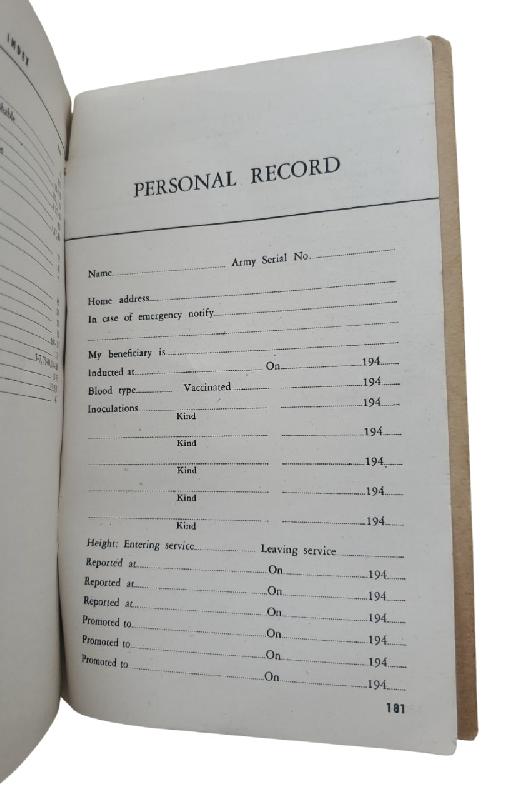 INDEX
PERSONAL RECORD
Name Army Serial No.
Home address
In case of emergency notify
My beneficiary is
Inducted at On 194
Blood type Vaccinated 194
Inoculations 194
Kind
194
Kind
194
Kind
194
Kind
194
Kind
Height: Entering service Leaving service
Reported at On 194
Reported at On 194
Reported at On 194
Promoted to On 194
Promoted to On 194
Promoted to On 194
181